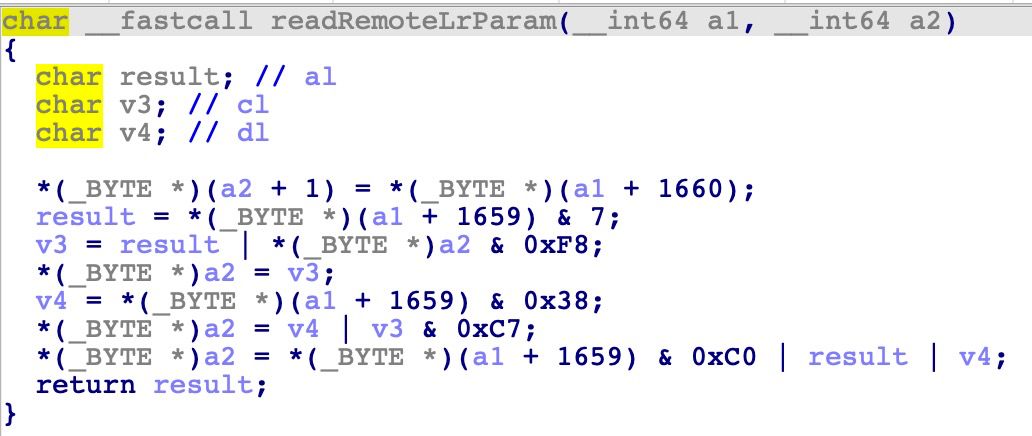 char __fastcall readRemoteLrParam(__int64 a1, __int64 a2)
{
char result; // al
char v3; // cl
char v4; // dl
*(_BYTE *)(a2 + 1) = *(_BYTE *)(a1 + 1660);
result = *(_BYTE *)(a1 + 1659) & 7;
v3 = result | *(_BYTE *)a2 & 0xF8;
*(_BYTE *)a2 = v3;
v4 = *(_BYTE *)(a1 + 1659) & 0x38;
*(_BYTE *)a2 = v4 | v3 & 0xC7;
*(_BYTE *)a2 = *(_BYTE *)(a1 + 1659) & 0xC0 | result | v4;
return result;
}